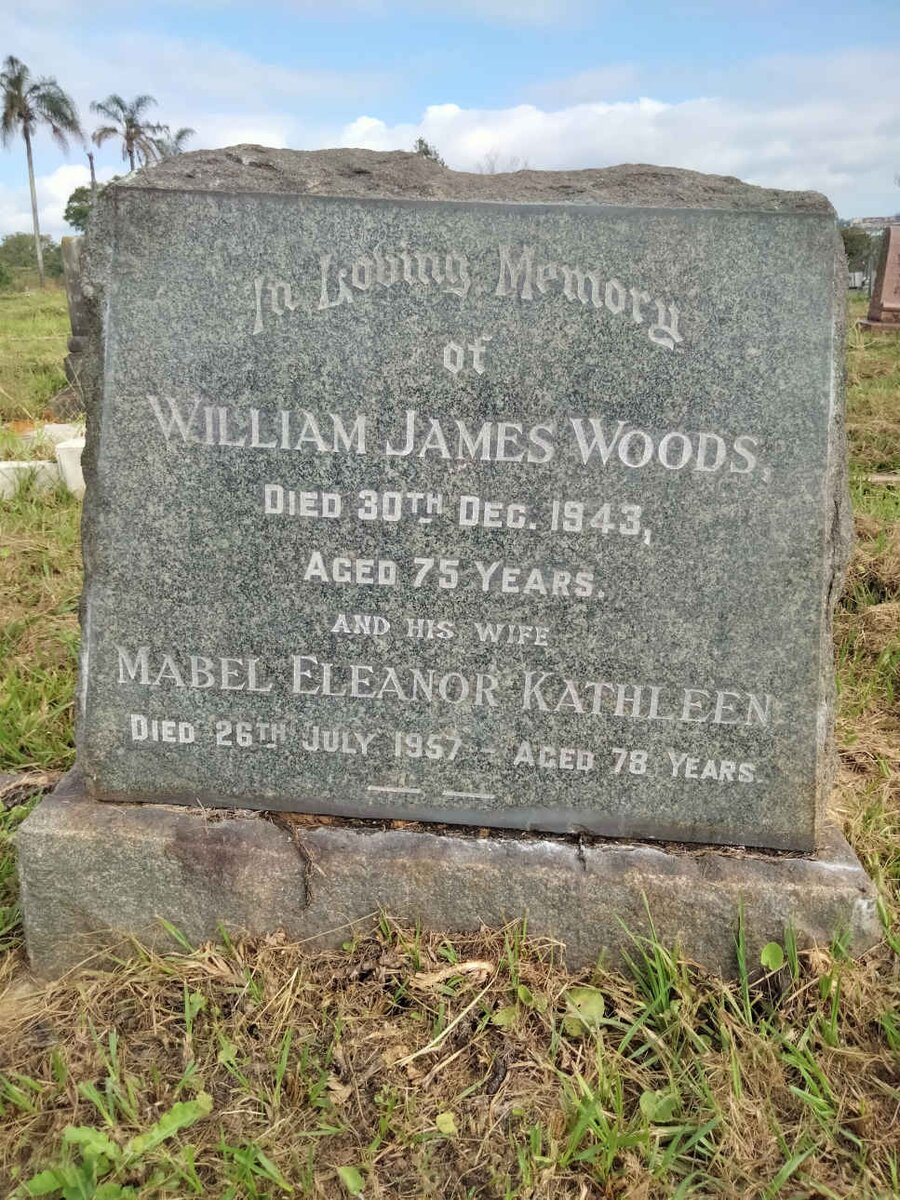 In Loving Memory
of
WILLIAM JAMES WOODS,
DIED 30TH DEC. 1943,
AGED 75 YEARS.
AND HIS WIFE
MABEL ELEANOR KATHLEEN
DIED 26TH JULY 1957 - AGED 78 YEARS.